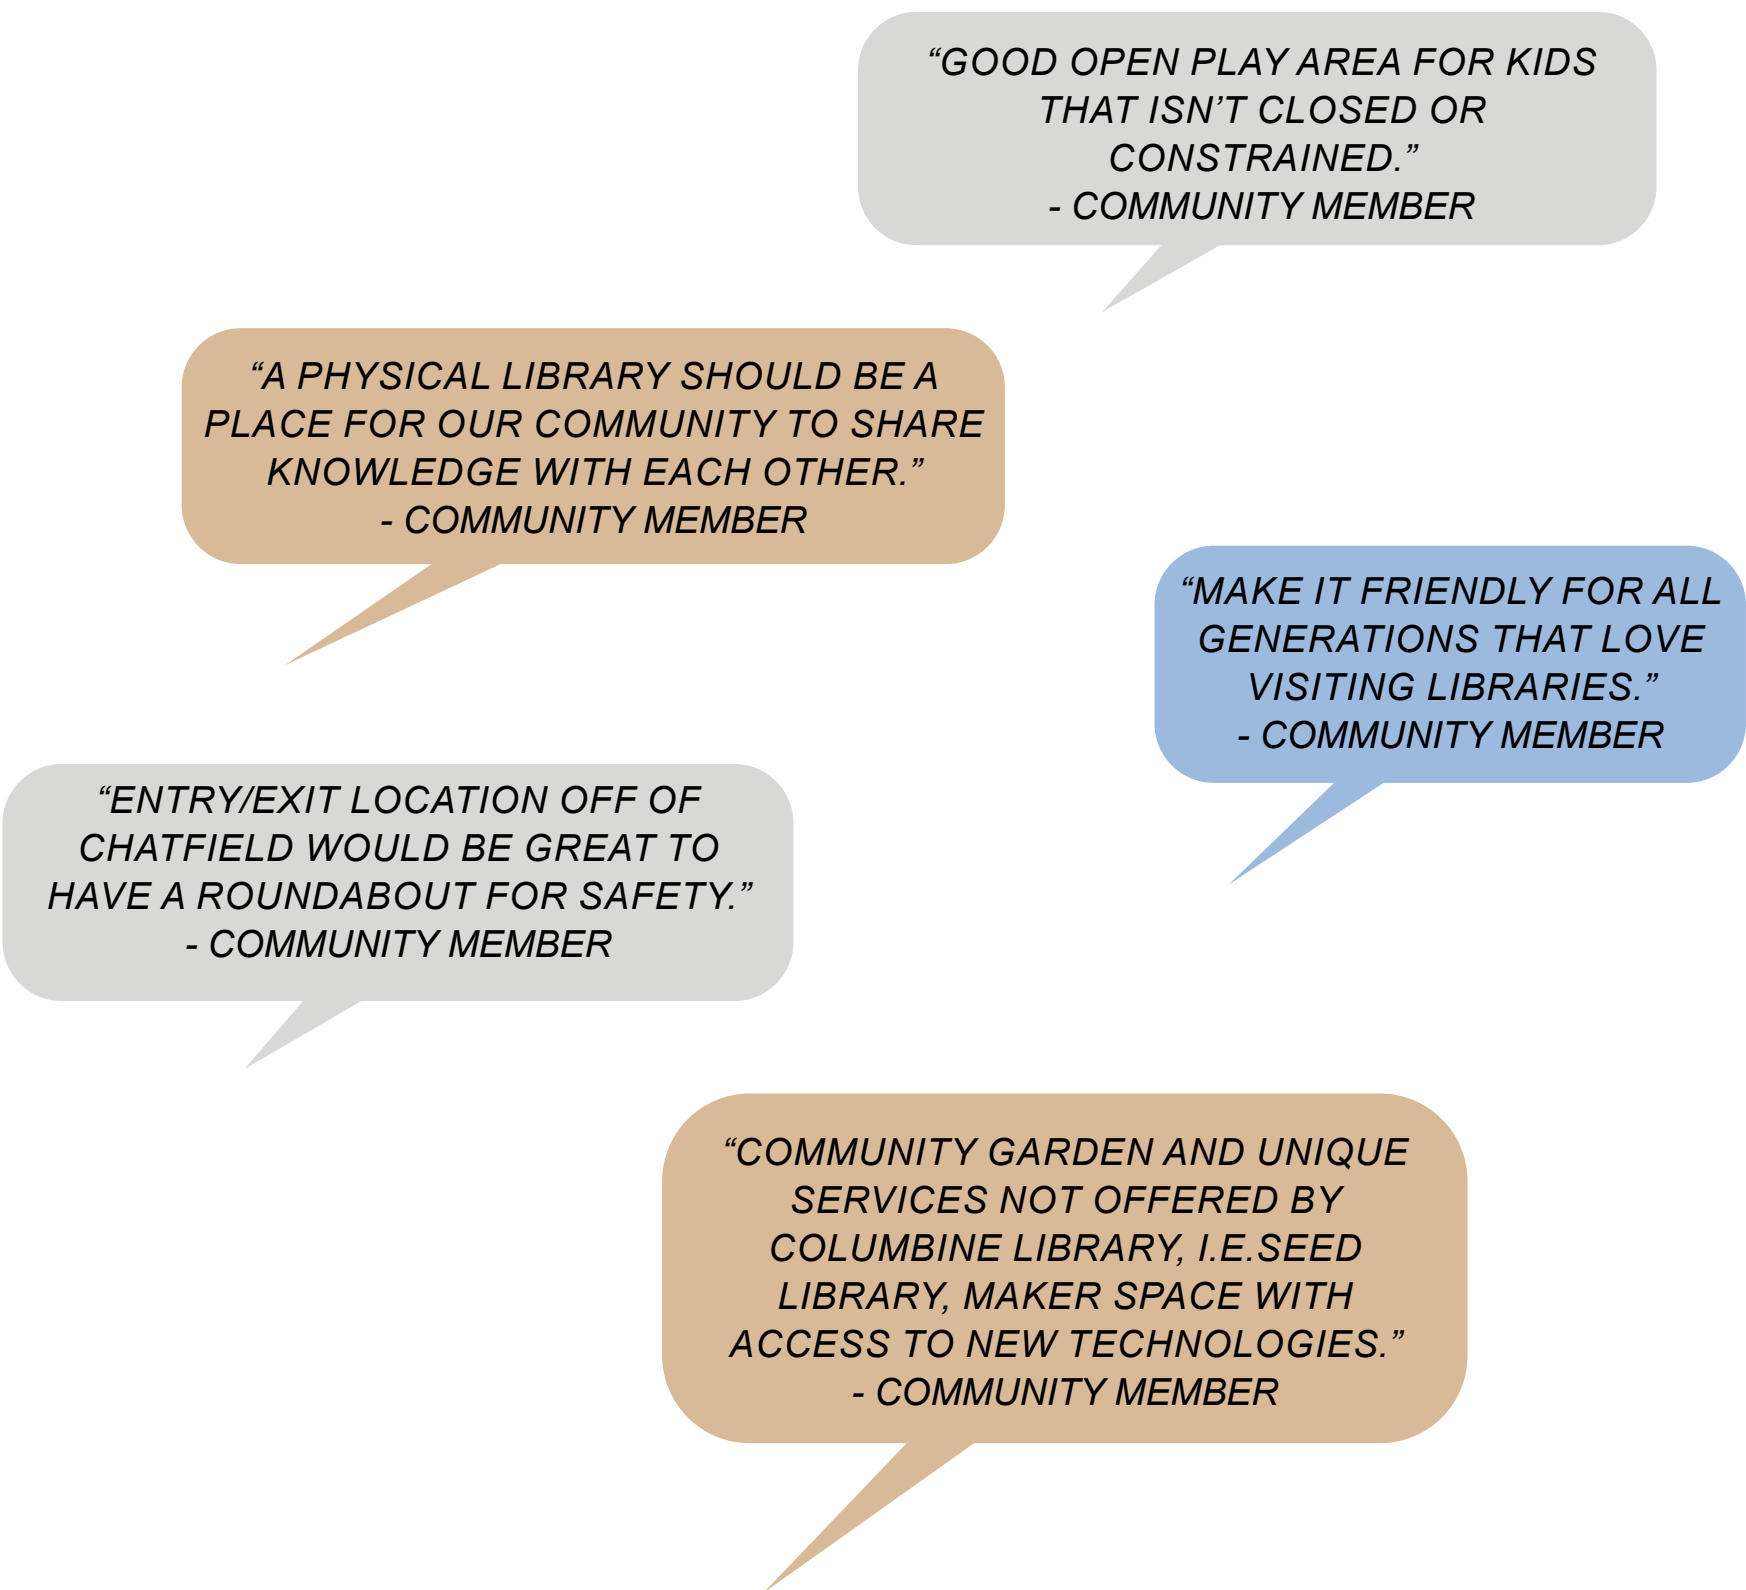 “GOOD OPEN PLAY AREA FOR KIDS
THAT ISN’T CLOSED OR
CONSTRAINED.”
- COMMUNITY MEMBER
“A PHYSICAL LIBRARY SHOULD BE A
PLACE FOR OUR COMMUNITY TO SHARE
KNOWLEDGE WITH EACH OTHER.”
- COMMUNITY MEMBER
“MAKE IT FRIENDLY FOR ALL
GENERATIONS THAT LOVE
VISITING LIBRARIES.”
- COMMUNITY MEMBER
“ENTRY/EXIT LOCATION OFF OF
CHATFIELD WOULD BE GREAT TO
HAVE A ROUNDABOUT FOR SAFETY.”
- COMMUNITY MEMBER
“COMMUNITY GARDEN AND UNIQUE
SERVICES NOT OFFERED BY
COLUMBINE LIBRARY, I.E.SEED
LIBRARY, MAKER SPACE WITH
ACCESS TO NEW TECHNOLOGIES.”
- COMMUNITY MEMBER